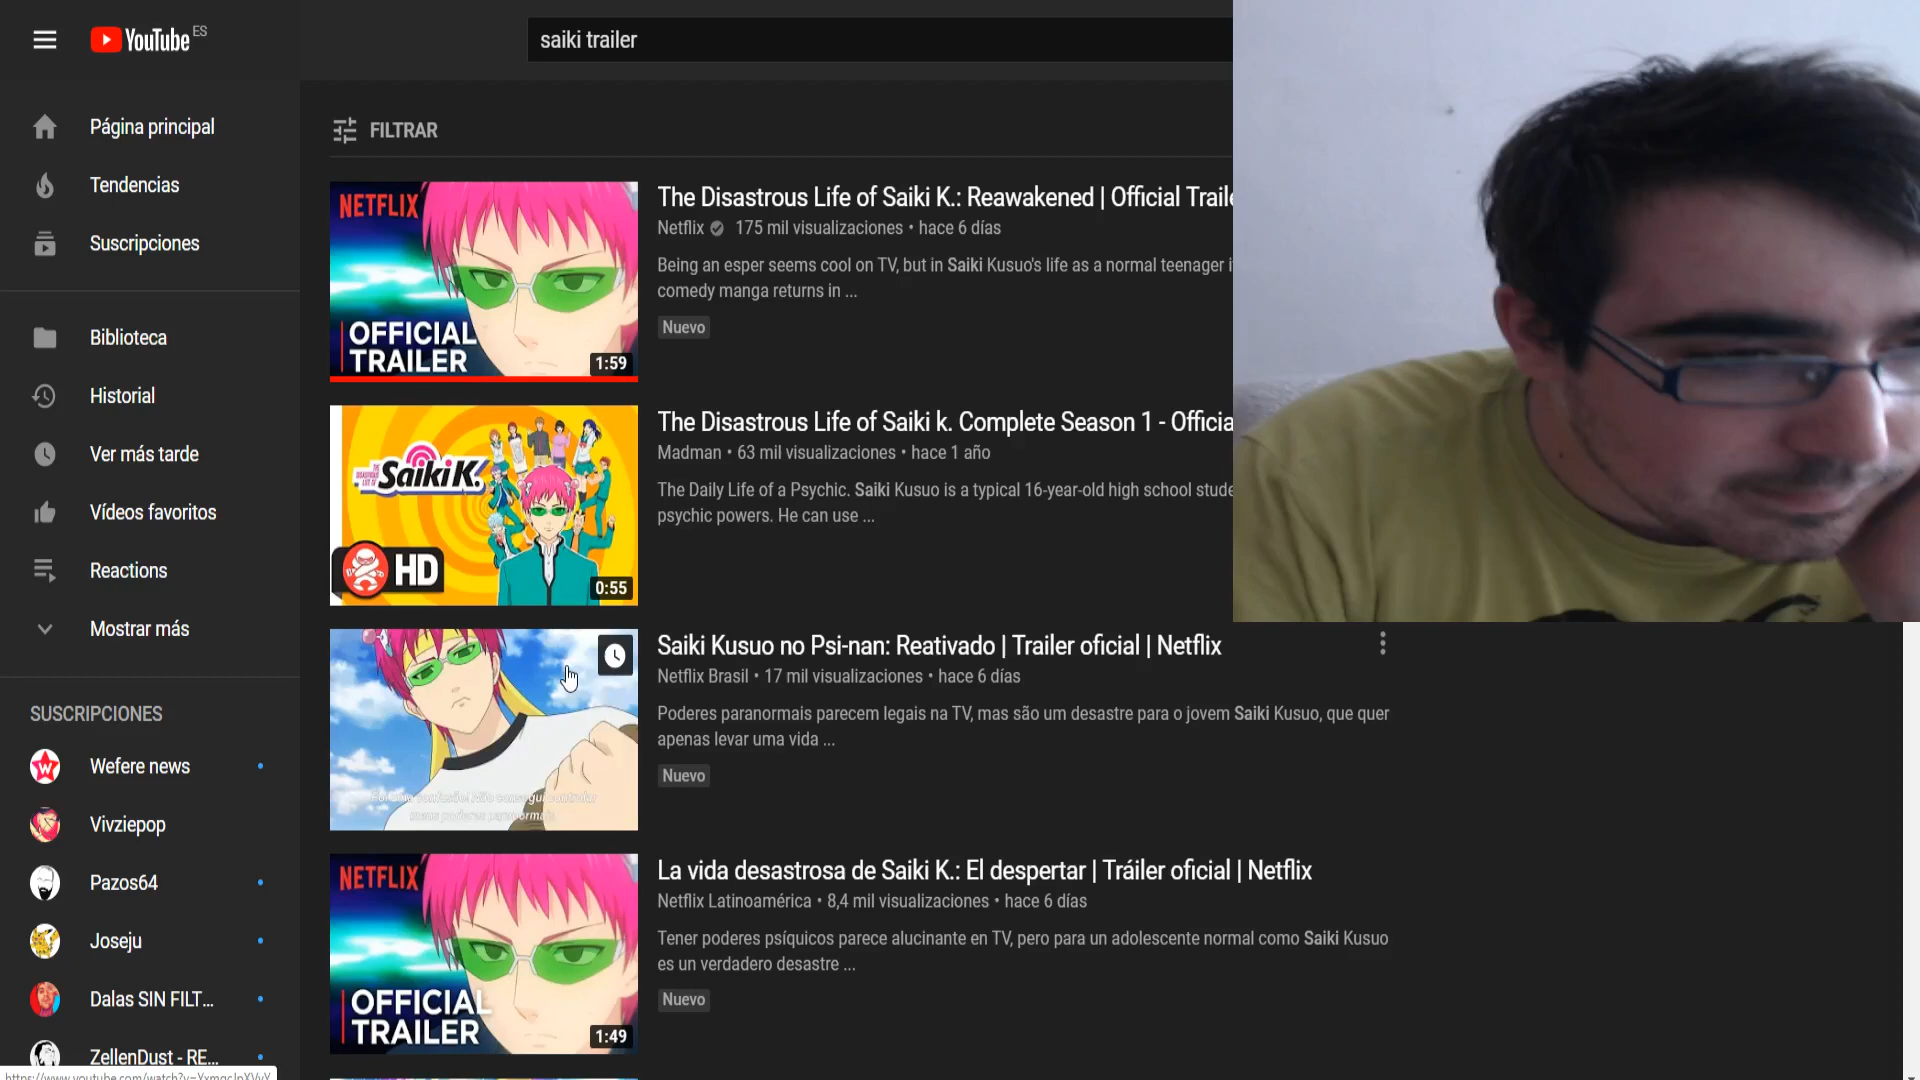 YouTube ES
saiki trailer
Página principal
Tendencias
Suscripciones
Biblioteca
Historial
Ver más tarde
Vídeos favoritos
Reactions
Mostrar más
SUSCRIPCIONES
Wefere news
Vivziepop
Pazos64
Joseju
Dalas SIN FILT...
ZellenDust - RE...
FILTRAR
NETFLIX
OFFICIAL
TRAILER
1:59
The Disastrous Life of Saiki K.: Reawakened | Official Traile
Netflix 175 mil visualizaciones • hace 6 días
Being an esper seems cool on TV, but in Saiki Kusuo's life as a normal teenager i
comedy manga returns in ...
Nuevo
Saiki K.
HD
0:55
The Disastrous Life of Saiki k. Complete Season 1 - Officia
Madman • 63 mil visualizaciones • hace 1 año
The Daily Life of a Psychic. Saiki Kusuo is a typical 16-year-old high school stude
psychic powers. He can use ...
Saiki Kusuo no Psi-nan: Reativado | Trailer oficial | Netflix
Netflix Brasil • 17 mil visualizaciones • hace 6 días
Poderes paranormais parecem legais na TV, mas são um desastre para o jovem Saiki Kusuo, que quer
apenas levar uma vida ...
Nuevo
NETFLIX
OFFICIAL
TRAILER
1:49
La vida desastrosa de Saiki K.: El despertar | Tráiler oficial | Netflix
Netflix Latinoamérica • 8,4 mil visualizaciones • hace 6 días
Tener poderes psíquicos parece alucinante en TV, pero para un adolescente normal como Saiki Kusuo
es un verdadero desastre ...
Nuevo